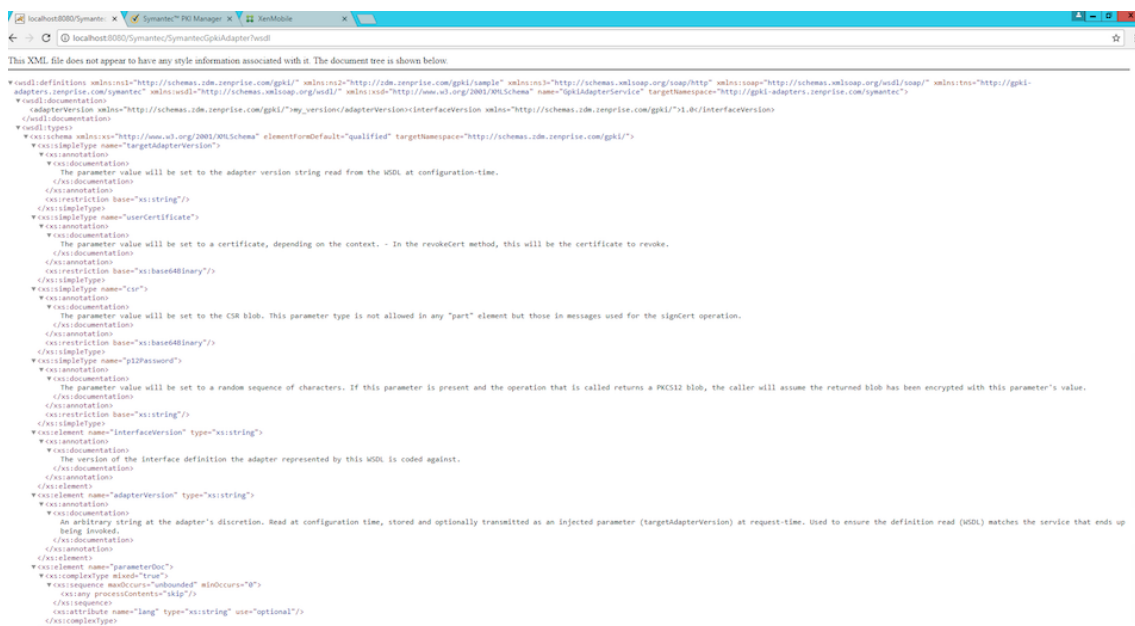 localhost:8080/Symantec × Symantec™ PKI Manager × XenMobile ×
localhost:8080/Symantec/SymantecGpkiAdapter?wsdl
This XML file does not appear to have any style information associated with it. The document tree is shown below.
▼<wsdl:definitions xmlns:ns1="http://schemas.zdm.zenprise.com/gpki/" xmlns:ns2="http://zdm.zenprise.com/gpki/sample" xmlns:ns3="http://schemas.xmlsoap.org/soap/http" xmlns:soap="http://schemas.xmlsoap.org/wsdl/soap/" xmlns:tns="http://gpki-
adapters.zenprise.com/symantec" xmlns:wsdl="http://schemas.xmlsoap.org/wsdl/" xmlns:xsd="http://www.w3.org/2001/XMLSchema" name="GpkiAdapterService" targetNamespace="http://gpki-adapters.zenprise.com/symantec">
▼<wsdl:documentation>
<adapterVersion xmlns="http://schemas.zdm.zenprise.com/gpki/">my_version</adapterVersion><interfaceVersion xmlns="http://schemas.zdm.zenprise.com/gpki/">1.0</interfaceVersion>
</wsdl:documentation>
▼<wsdl:types>
▼<xs:schema xmlns:xs="http://www.w3.org/2001/XMLSchema" elementFormDefault="qualified" targetNamespace="http://schemas.zdm.zenprise.com/gpki/">
▼<xs:simpleType name="targetAdapterVersion">
▼<xs:annotation>
▼<xs:documentation>
The parameter value will be set to the adapter version string read from the WSDL at configuration-time.
</xs:documentation>
</xs:annotation>
<xs:restriction base="xs:string"/>
</xs:simpleType>
▼<xs:simpleType name="userCertificate">
▼<xs:annotation>
▼<xs:documentation>
The parameter value will be set to a certificate, depending on the context. - In the revokeCert method, this will be the certificate to revoke.
</xs:documentation>
</xs:annotation>
<xs:restriction base="xs:base64Binary"/>
</xs:simpleType>
▼<xs:simpleType name="csr">
▼<xs:annotation>
▼<xs:documentation>
The parameter value will be set to the CSR blob. This parameter type is not allowed in any "part" element but those in messages used for the signCert operation.
</xs:documentation>
</xs:annotation>
<xs:restriction base="xs:base64Binary"/>
</xs:simpleType>
▼<xs:simpleType name="p12Password">
▼<xs:annotation>
▼<xs:documentation>
The parameter value will be set to a random sequence of characters. If this parameter is present and the operation that is called returns a PKCS12 blob, the caller will assume the returned blob has been encrypted with this parameter's value.
</xs:documentation>
</xs:annotation>
<xs:restriction base="xs:string"/>
</xs:simpleType>
▼<xs:element name="interfaceVersion" type="xs:string">
▼<xs:annotation>
▼<xs:documentation>
The version of the interface definition the adapter represented by this WSDL is coded against.
</xs:documentation>
</xs:annotation>
</xs:element>
▼<xs:element name="adapterVersion" type="xs:string">
▼<xs:annotation>
▼<xs:documentation>
An arbitrary string at the adapter's discretion. Read at configuration time, stored and optionally transmitted as an injected parameter (targetAdapterVersion) at request-time. Used to ensure the definition read (WSDL) matches the service that ends up
being invoked.
</xs:documentation>
</xs:annotation>
</xs:element>
▼<xs:element name="parameterDoc">
▼<xs:complexType mixed="true">
▼<xs:sequence maxOccurs="unbounded" minOccurs="0">
<xs:any processContents="skip"/>
</xs:sequence>
<xs:attribute name="lang" type="xs:string" use="optional"/>
</xs:complexType>